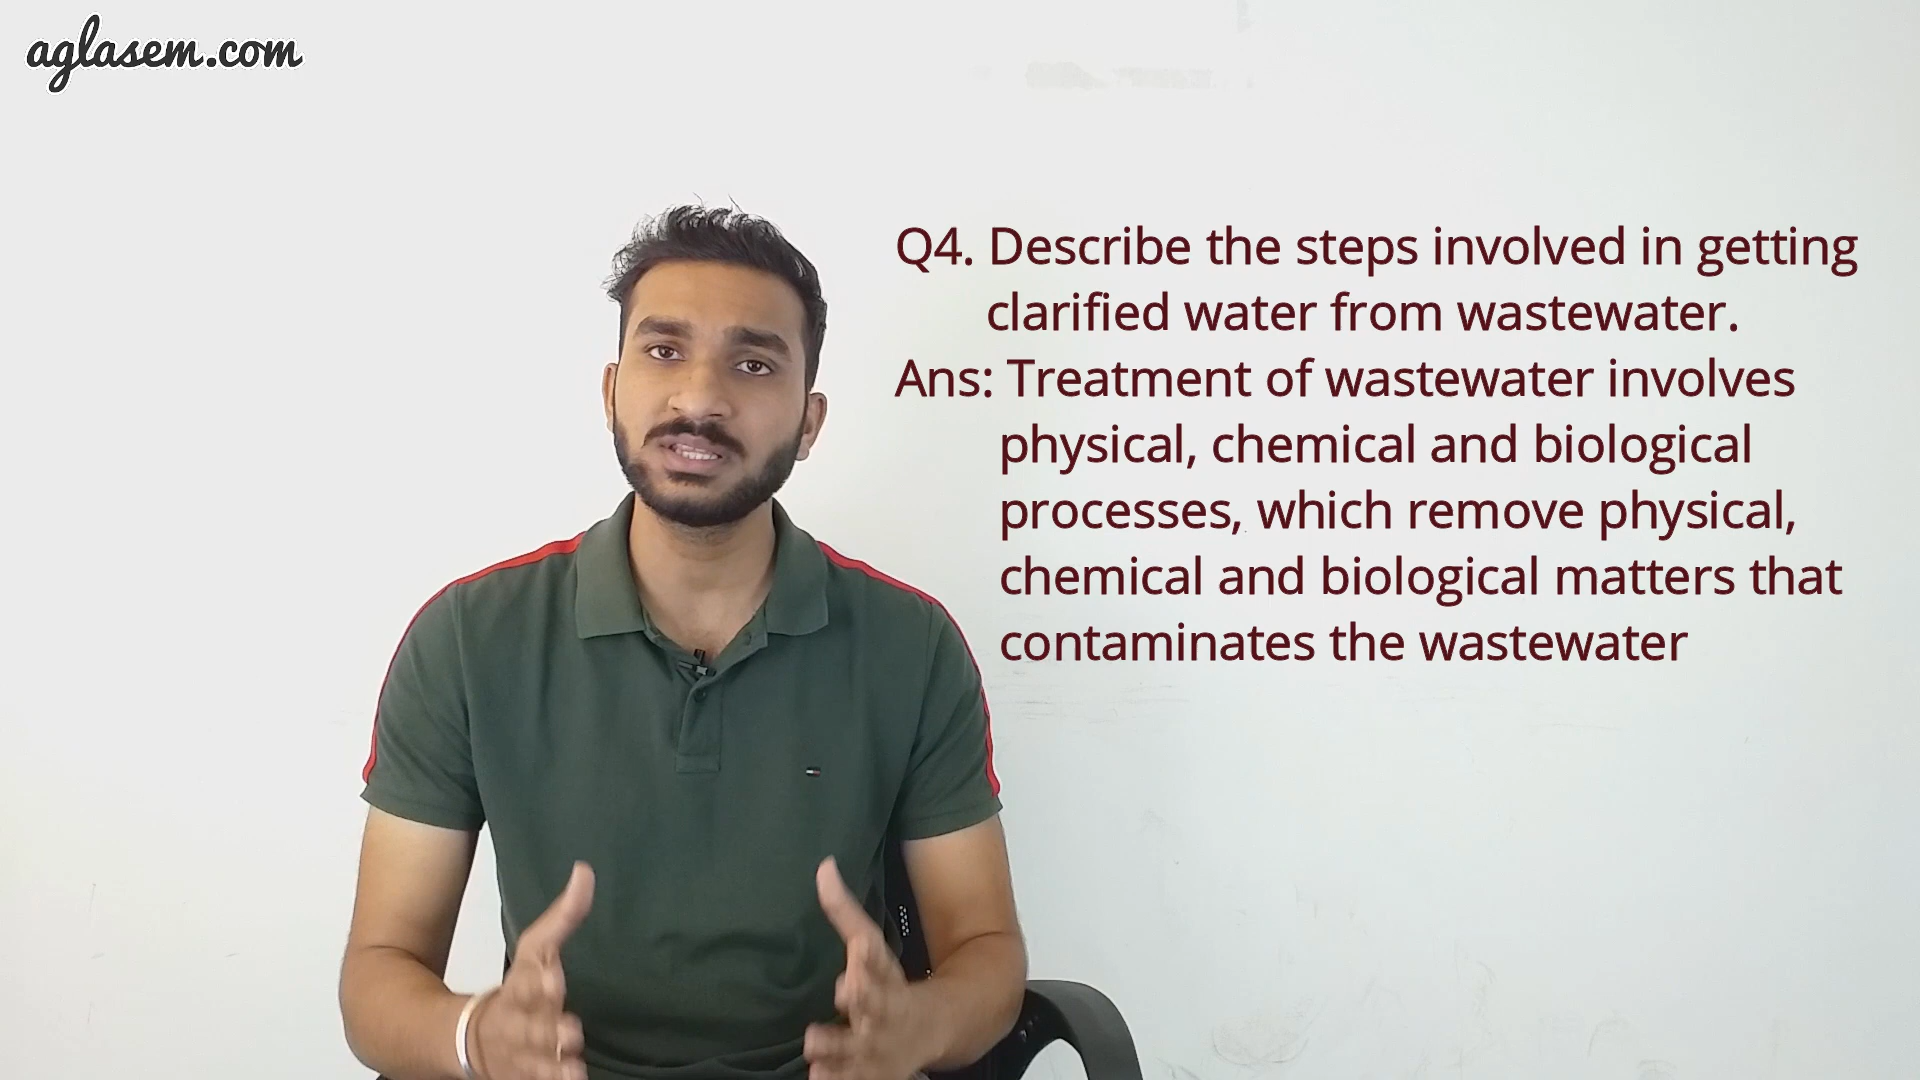 aglasem.com
Q4. Describe the steps involved in getting
clarified water from wastewater.
Ans: Treatment of wastewater involves
physical, chemical and biological
processes, which remove physical,
chemical and biological matters that
contaminates the wastewater